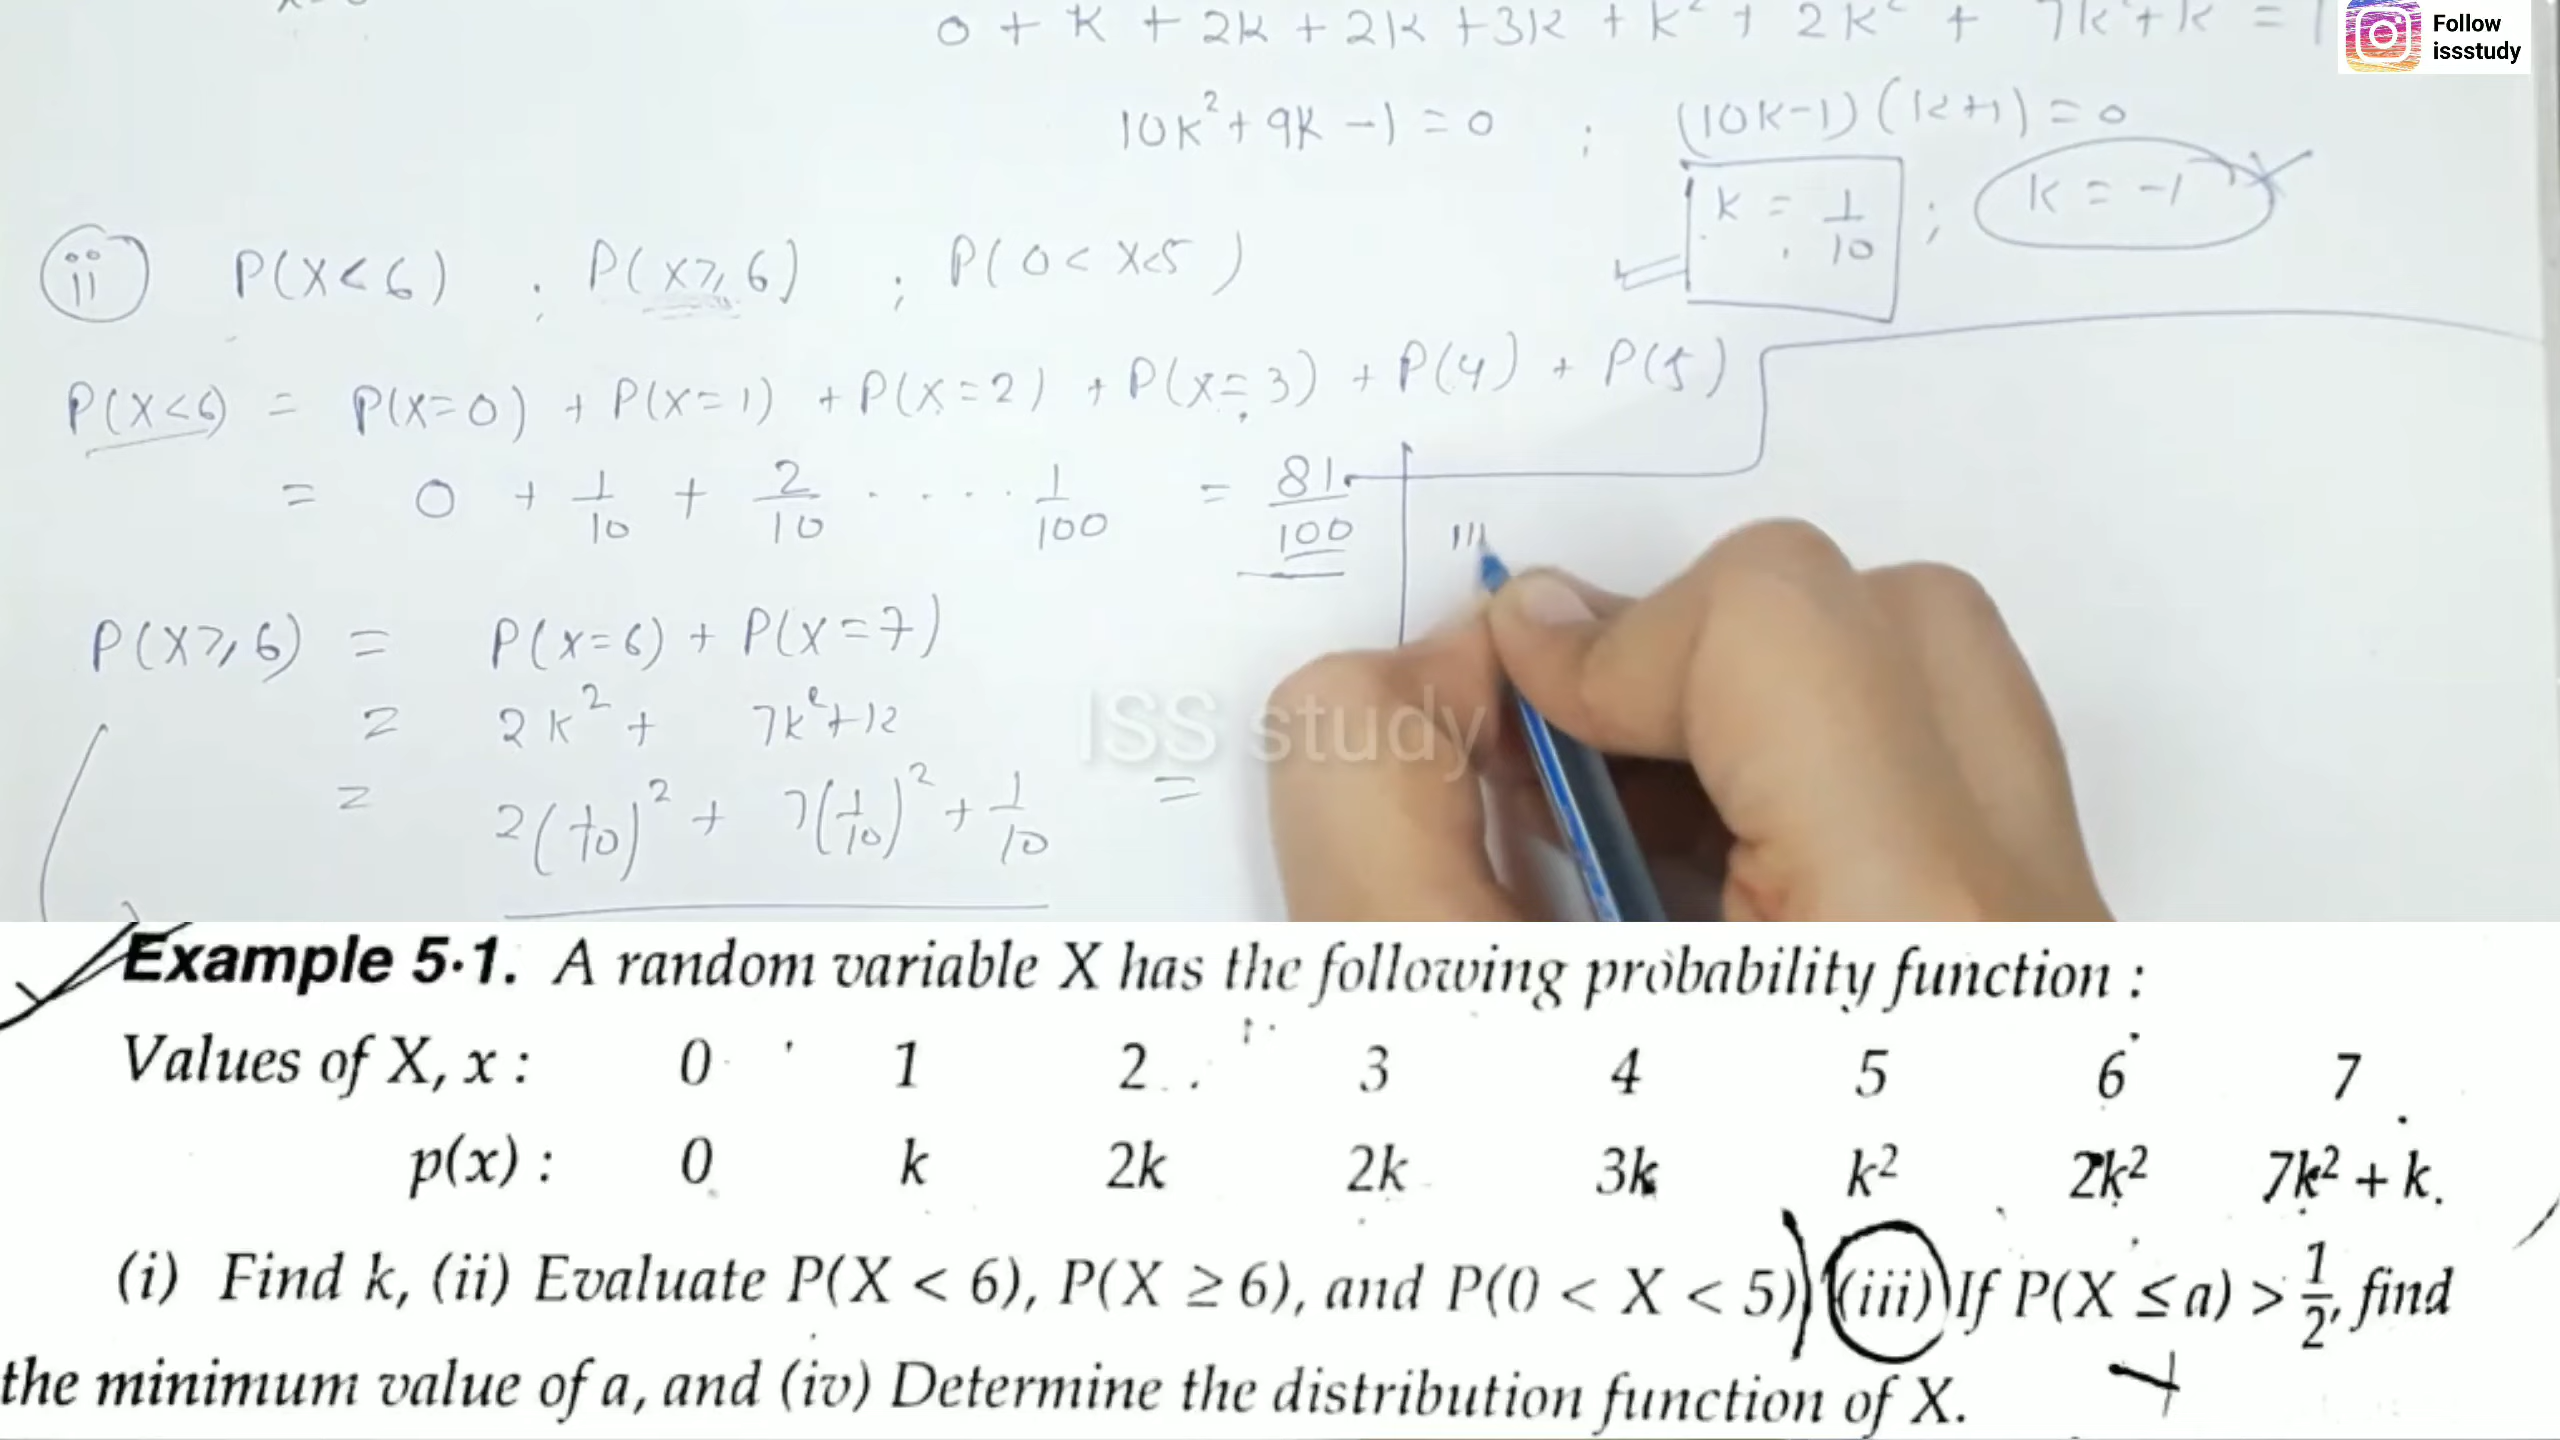 0 + K + 2K + 2K + 3K + K² + 2K² + 7K² + K = 1
Follow
issstudy
10K² + 9K - 1 = 0 ; (10K-1)(K+1) = 0
K = 1/10 ; K = -1
ii P(X<6) ; P(X≥6) ; P(0<X<5)
P(X<6) = P(X=0) + P(X=1) + P(X=2) + P(X=3) + P(4) + P(5)
= 0 + 1/10 + 2/10 ..... 1/100 = 81/100
iii
P(X≥6) = P(X=6) + P(X=7)
= 2K² + 7K²+K
ISS study
= 2(1/10)² + 7(1/10)² + 1/10 =
Example 5·1. A random variable X has the following probability function :
Values of X, x : 0 1 2 3 4 5 6 7
p(x) : 0 k 2k 2k 3k k² 2k² 7k² + k.
(i) Find k, (ii) Evaluate P(X < 6), P(X ≥ 6), and P(0 < X < 5) (iii) If P(X ≤ a) > 1/2, find
the minimum value of a, and (iv) Determine the distribution function of X.